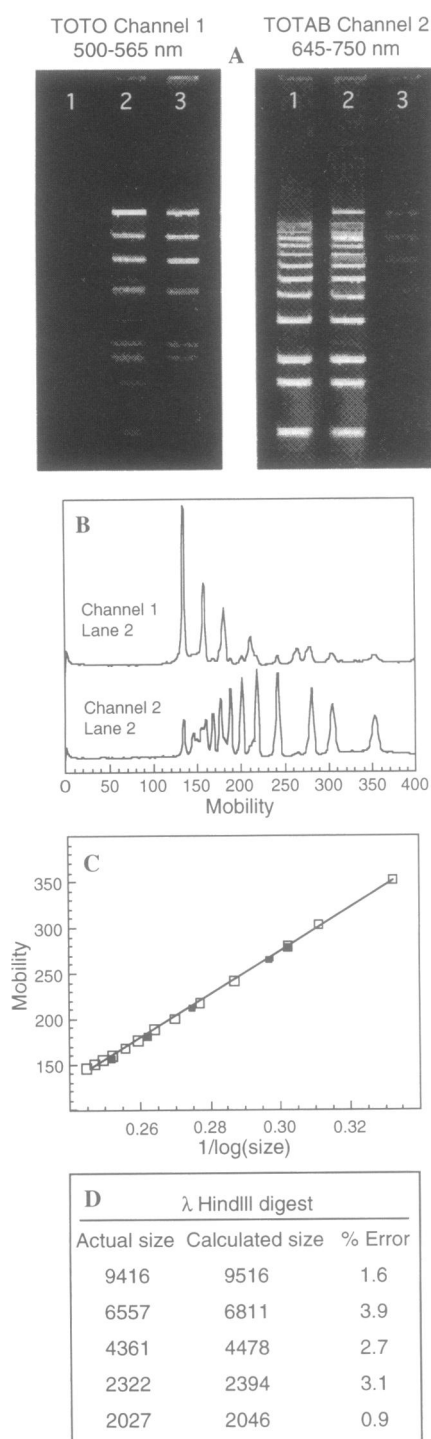 TOTO Channel 1
500-565 nm
A
TOTAB Channel 2
645-750 nm
1 2 3
1 2 3
B
Channel 1
Lane 2
Channel 2
Lane 2
0 50 100 150 200 250 300 350 400
Mobility
C
350
300
250
200
150
Mobility
0.26 0.28 0.30 0.32
1/log(size)
D
λ HindIII digest
Actual size Calculated size % Error
9416 9516 1.6
6557 6811 3.9
4361 4478 2.7
2322 2394 3.1
2027 2046 0.9